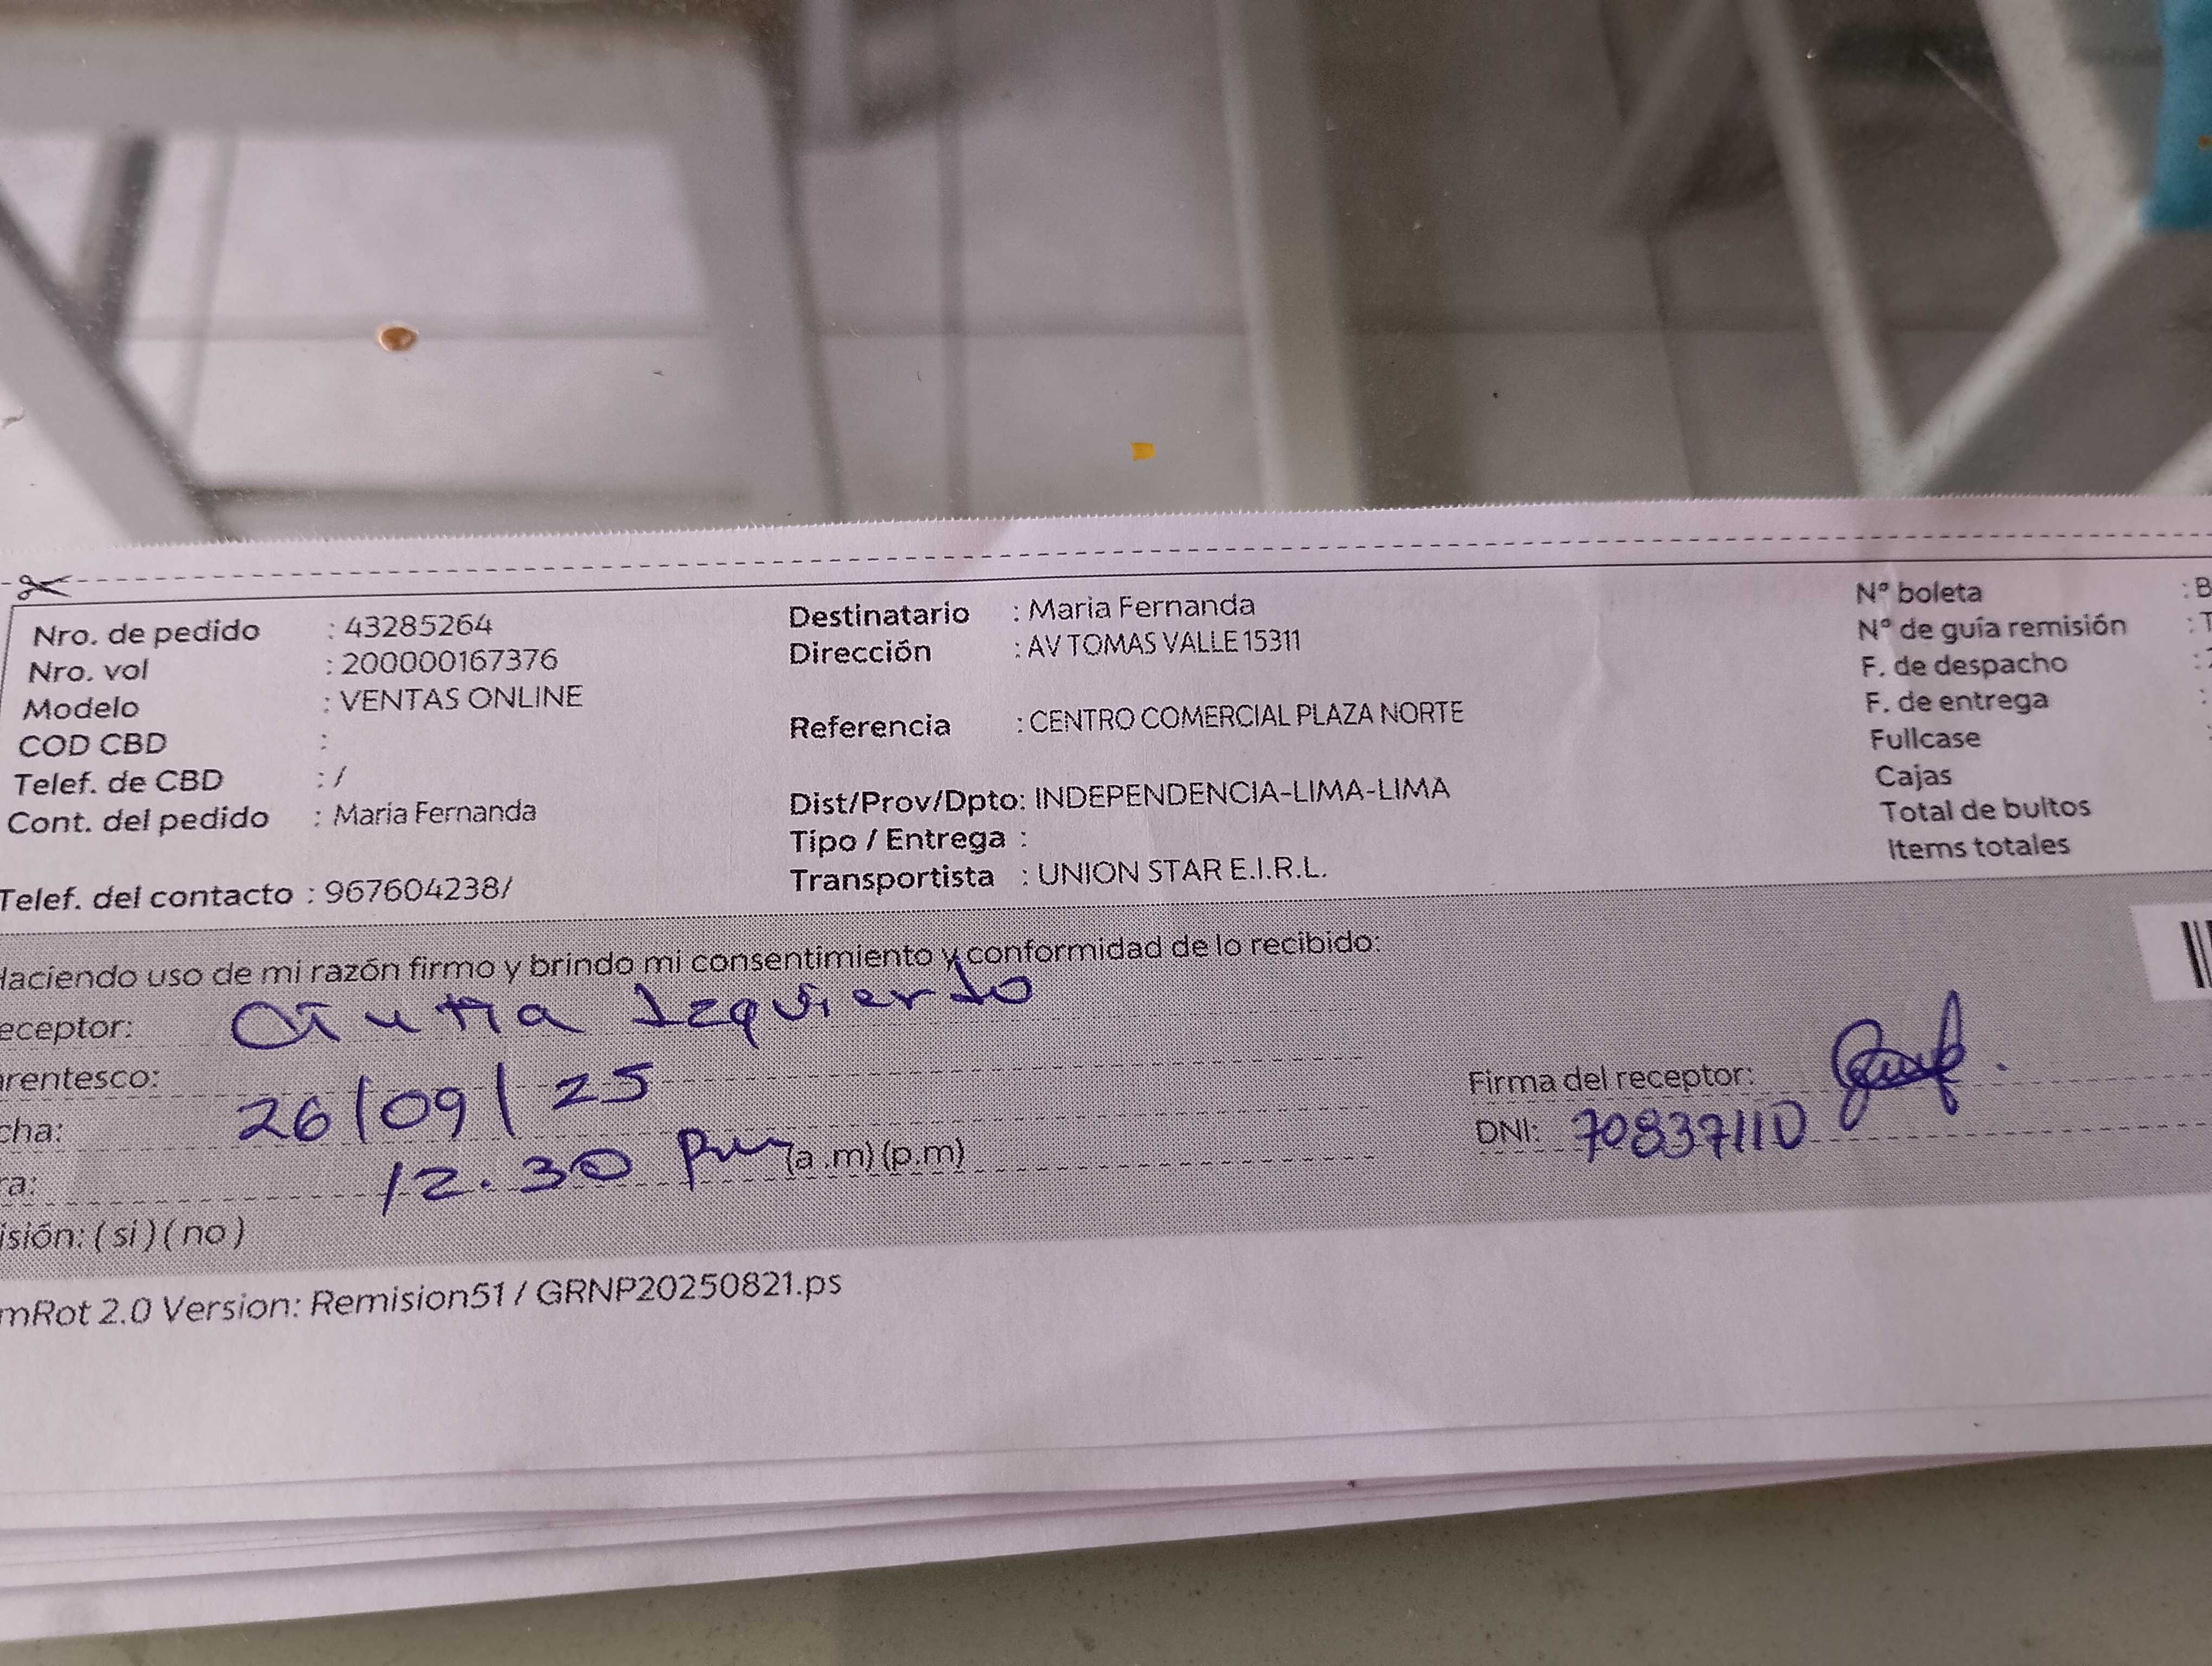 Nro. de pedido : 43285264
Nro. vol : 200000167376
Modelo : VENTAS ONLINE
COD CBD :
Telef. de CBD : /
Cont. del pedido : Maria Fernanda
Telef. del contacto : 967604238/
Destinatario : Maria Fernanda
Dirección : AV TOMAS VALLE 15311
Referencia : CENTRO COMERCIAL PLAZA NORTE
Dist/Prov/Dpto: INDEPENDENCIA-LIMA-LIMA
Tipo / Entrega :
Transportista : UNION STAR E.I.R.L.
Nº boleta : B
Nº de guía remisión : T
F. de despacho :
F. de entrega :
Fullcase :
Cajas
Total de bultos
Items totales
Haciendo uso de mi razón firmo y brindo mi consentimiento y conformidad de lo recibido:
eceptor: Izquierdo
arentesco:
cha: 26/09/25
ra: 12.30 pm (a .m) (p.m)
isión: ( si ) ( no )
Firma del receptor:
DNI: 70837110
mRot 2.0 Version: Remision51 / GRNP20250821.ps